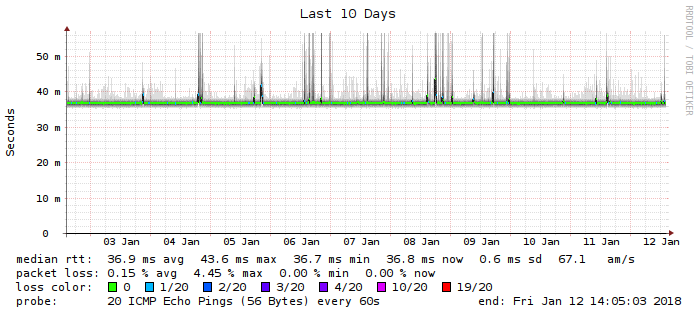 Last 10 Days
RRDTOOL / TOBI OETIKER
Seconds
50 m
40 m
30 m
20 m
10 m
0
03 Jan 04 Jan 05 Jan 06 Jan 07 Jan 08 Jan 09 Jan 10 Jan 11 Jan 12 Jan
median rtt: 36.9 ms avg 43.6 ms max 36.7 ms min 36.8 ms now 0.6 ms sd 67.1 am/s
packet loss: 0.15 % avg 4.45 % max 0.00 % min 0.00 % now
loss color: 0 1/20 2/20 3/20 4/20 10/20 19/20
probe: 20 ICMP Echo Pings (56 Bytes) every 60s end: Fri Jan 12 14:05:03 2018